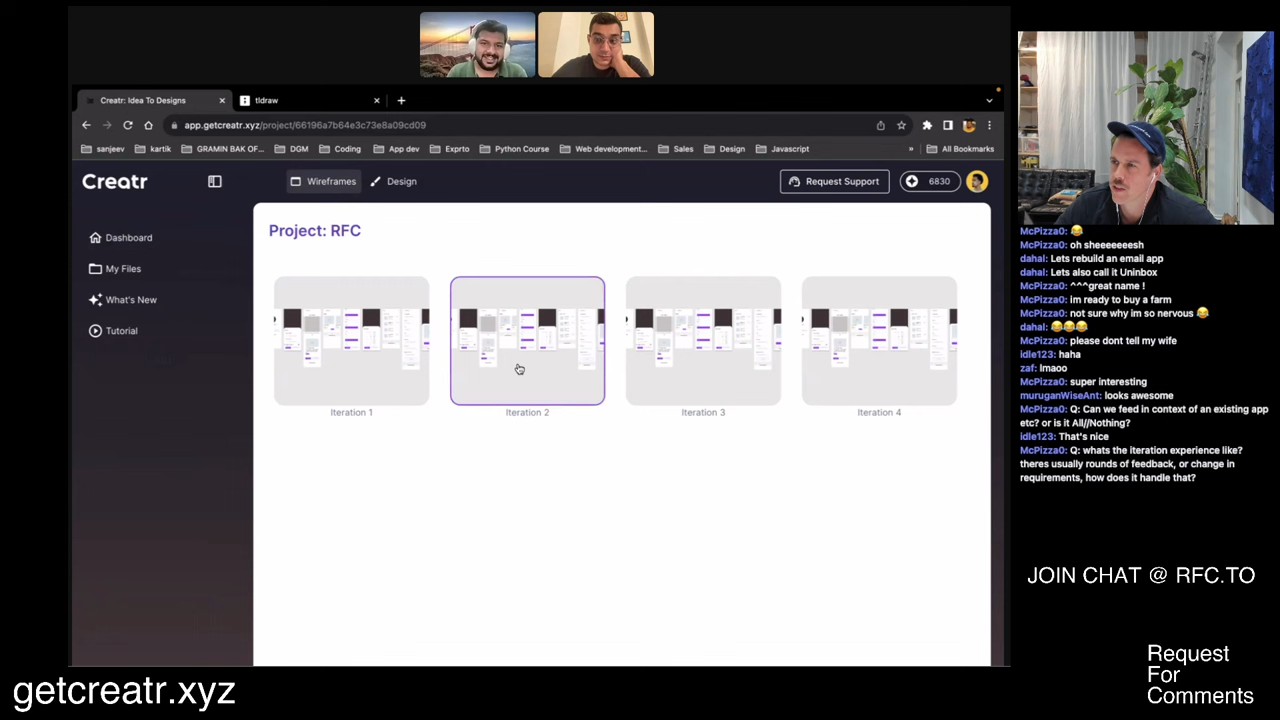 Creatr: Idea To Designs
tldraw
app.getcreatr.xyz/project/66196a7b64e3c73e8a09cd09
sanjeev
kartik
GRAMIN BAK OF...
DGM
Coding
App dev
Exprto
Python Course
Web development...
Sales
Design
Javascript
»
All Bookmarks
Creatr
Wireframes
Design
Request Support
6830
Dashboard
My Files
What's New
Tutorial
Project: RFC
Iteration 1
Iteration 2
Iteration 3
Iteration 4
McPizza0: 😂
McPizza0: oh sheeeeeeesh
dahal: Lets rebuild an email app
dahal: Lets also call it Uninbox
McPizza0: ^^^great name !
McPizza0: im ready to buy a farm
McPizza0: not sure why im so nervous 😂
dahal: 😂😂😂
McPizza0: please dont tell my wife
idle123: haha
zaf: lmaoo
McPizza0: super interesting
muruganWiseAnt: looks awesome
McPizza0: Q: Can we feed in context of an existing app
etc? or is it All//Nothing?
idle123: That's nice
McPizza0: Q: whats the iteration experience like?
theres usually rounds of feedback, or change in
requirements, how does it handle that?
JOIN CHAT @ RFC.TO
Request
For
Comments
getcreatr.xyz